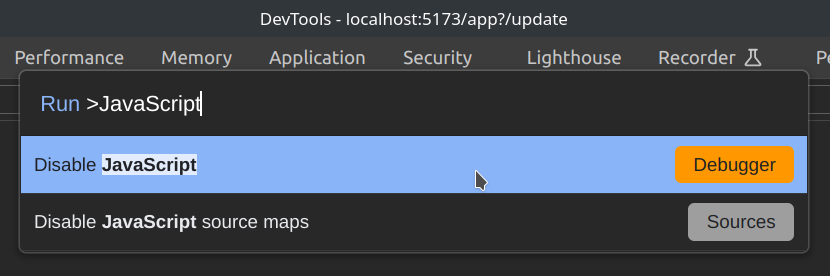 DevTools - localhost:5173/app?/update
Performance Memory Application Security Lighthouse Recorder
Run >JavaScript
Disable JavaScript Debugger
Disable JavaScript source maps Sources